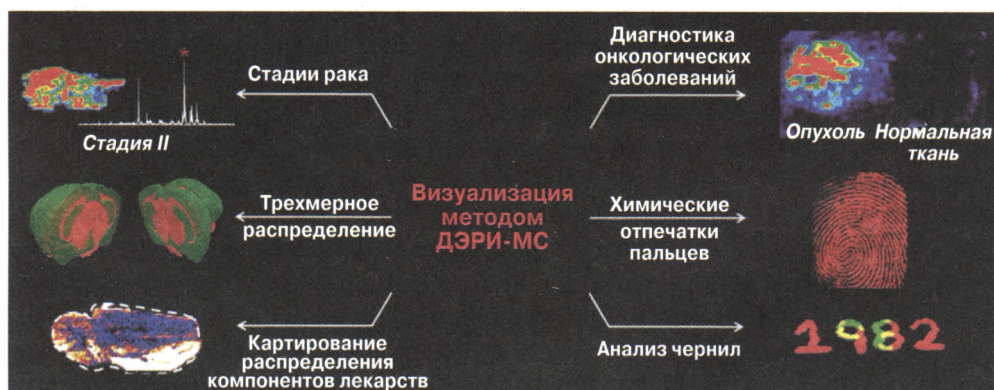 Стадии рака
Стадия II
Диагностика
онкологических
заболеваний
Опухоль Нормальная
ткань
Трехмерное
распределение
Визуализация
методом
ДЭРИ-МС
Химические
отпечатки
пальцев
Картирование
распределения
компонентов лекарств
Анализ чернил
1982